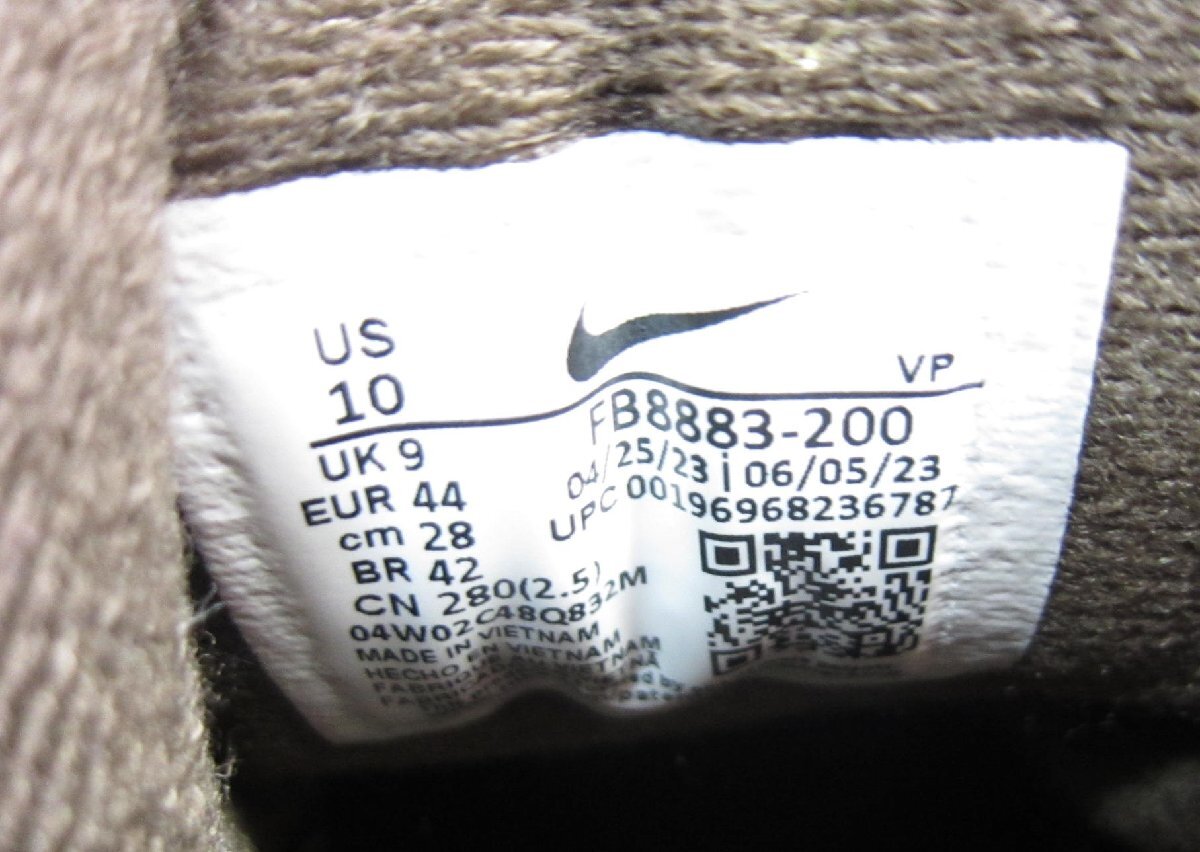 US
10
VP
UK 9
EUR 44
cm 28
BR 42
CN 280(2.5)
04W02C48Q832M
MADE IN VIETNAM
HECHO EN VIETNAM
FB8883-200
04/25/23 | 06/05/23
UPC 00196968236787